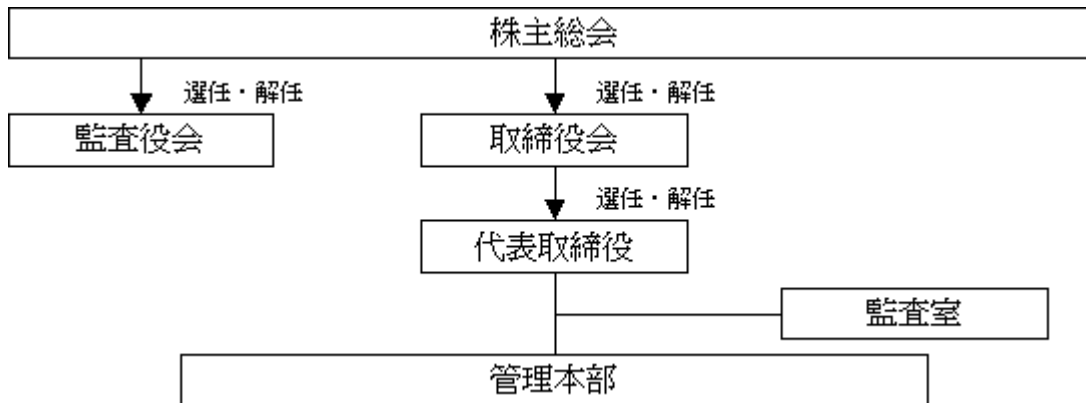 株主総会
選任・解任
選任・解任
監査役会
取締役会
選任・解任
代表取締役
監査室
管理本部